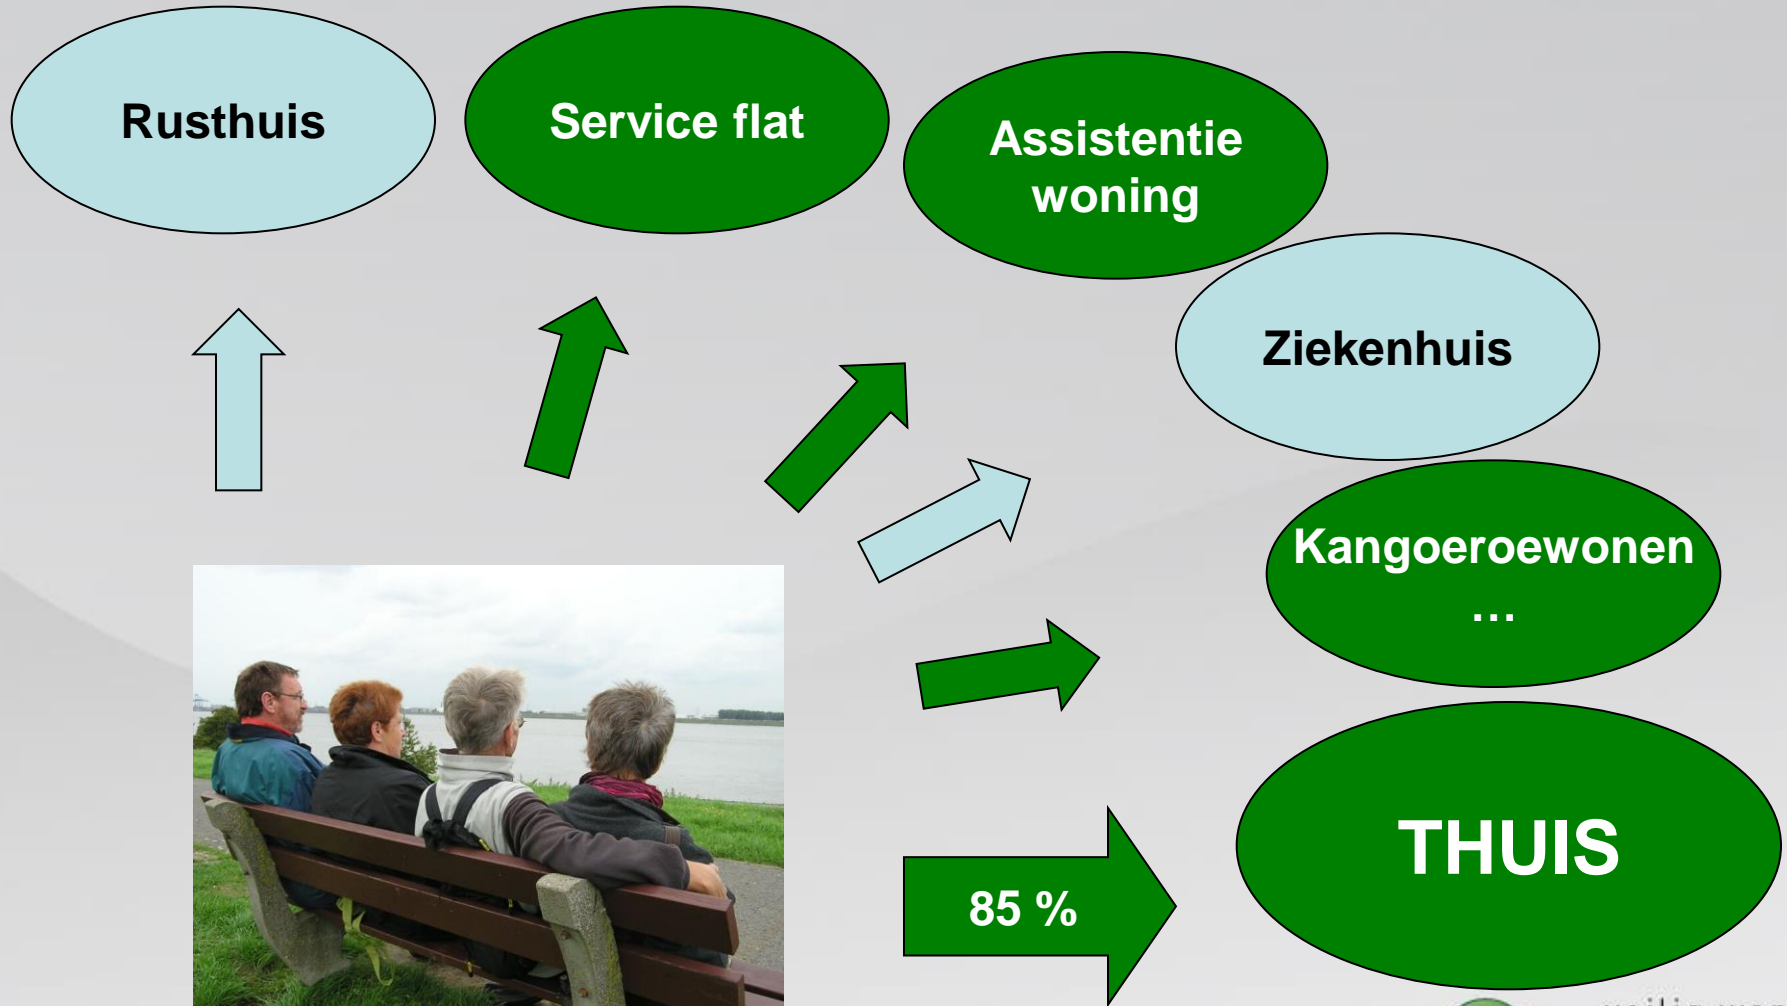 Rusthuis
Service flat
Assistentie
woning
Ziekenhuis
Kangoeroewonen
…
THUIS
85 %